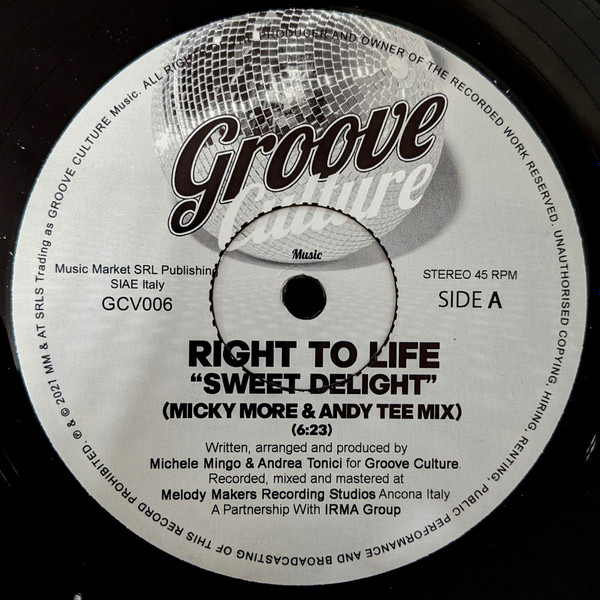 Groove
Culture
Music
Music Market SRL Publishing
SIAE Italy
GCV006
STEREO 45 RPM
SIDE A
RIGHT TO LIFE
“SWEET DELIGHT”
(MICKY MORE & ANDY TEE MIX)
(6:23)
Written, arranged and produced by
Michele Mingo & Andrea Tonici for Groove Culture.
Recorded, mixed and mastered at
Melody Makers Recording Studios Ancona Italy
A Partnership With IRMA Group
℗ & © 2021 MM & AT SRLS Trading as GROOVE CULTURE Music. ALL PRODUCER AND OWNER OF THE RECORDED WORK RESERVED. UNAUTHORISED COPYING, HIRING, RENTING, PUBLIC PERFORMANCE AND BROADCASTING OF THIS RECORD PROHIBITED.